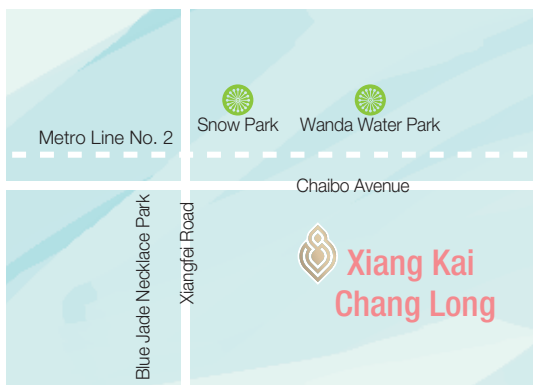 Snow Park
Wanda Water Park
Metro Line No. 2
Chaibo Avenue
Blue Jade Necklace Park
Xiangfei Road
Xiang Kai
Chang Long